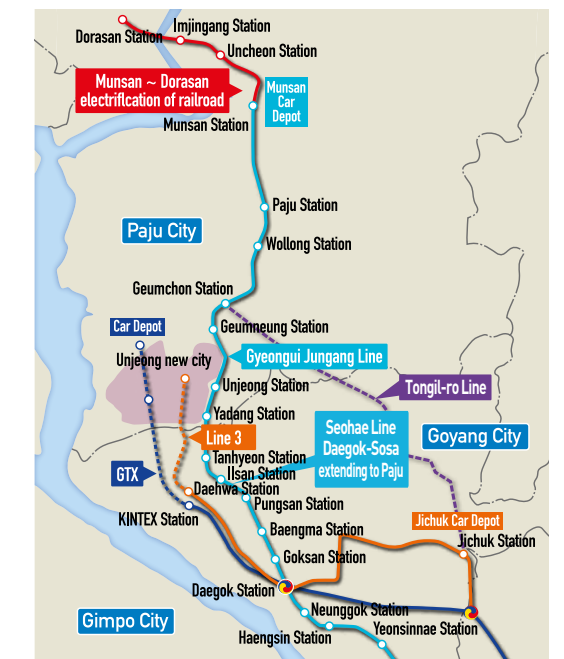 Imjingang Station
Dorasan Station
Uncheon Station
Munsan ~ Dorasan
electrification of railroad
Munsan
Car
Depot
Munsan Station
Paju Station
Paju City
Wollong Station
Geumchon Station
Car Depot
Geumneung Station
Unjeong new city
Gyeongui Jungang Line
Unjeong Station
Tongil-ro Line
Yadang Station
Line 3
Seohae Line
Daegok-Sosa
extending to Paju
Goyang City
Tanhyeon Station
GTX
Ilsan Station
Daehwa Station
Pungsan Station
KINTEX Station
Jichuk Car Depot
Baengma Station
Jichuk Station
Goksan Station
Daegok Station
Neunggok Station
Gimpo City
Yeonsinnae Station
Haengsin Station